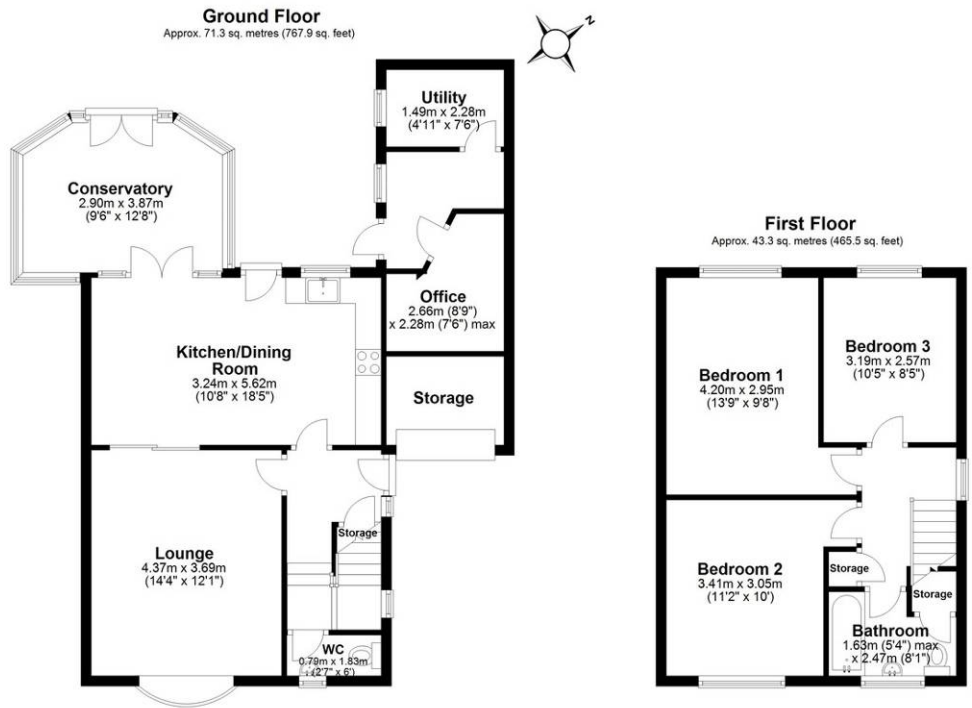 Ground Floor
Approx. 71.3 sq. metres (767.9 sq. feet)
N
Utility
1.49m x 2.28m
(4'11" x 7'6")
Conservatory
2.90m x 3.87m
(9'6" x 12'8")
Office
2.66m (8'9")
x 2.28m (7'6") max
Kitchen/Dining
Room
3.24m x 5.62m
(10'8" x 18'5")
Storage
Storage
Lounge
4.37m x 3.69m
(14'4" x 12'1")
WC
0.79m x 1.83m
(2'7" x 6')
First Floor
Approx. 43.3 sq. metres (465.5 sq. feet)
Bedroom 3
3.19m x 2.57m
(10'5" x 8'5")
Bedroom 1
4.20m x 2.95m
(13'9" x 9'8")
Bedroom 2
3.41m x 3.05m
(11'2" x 10')
Storage
Storage
Bathroom
1.63m (5'4") max
x 2.47m (8'1")